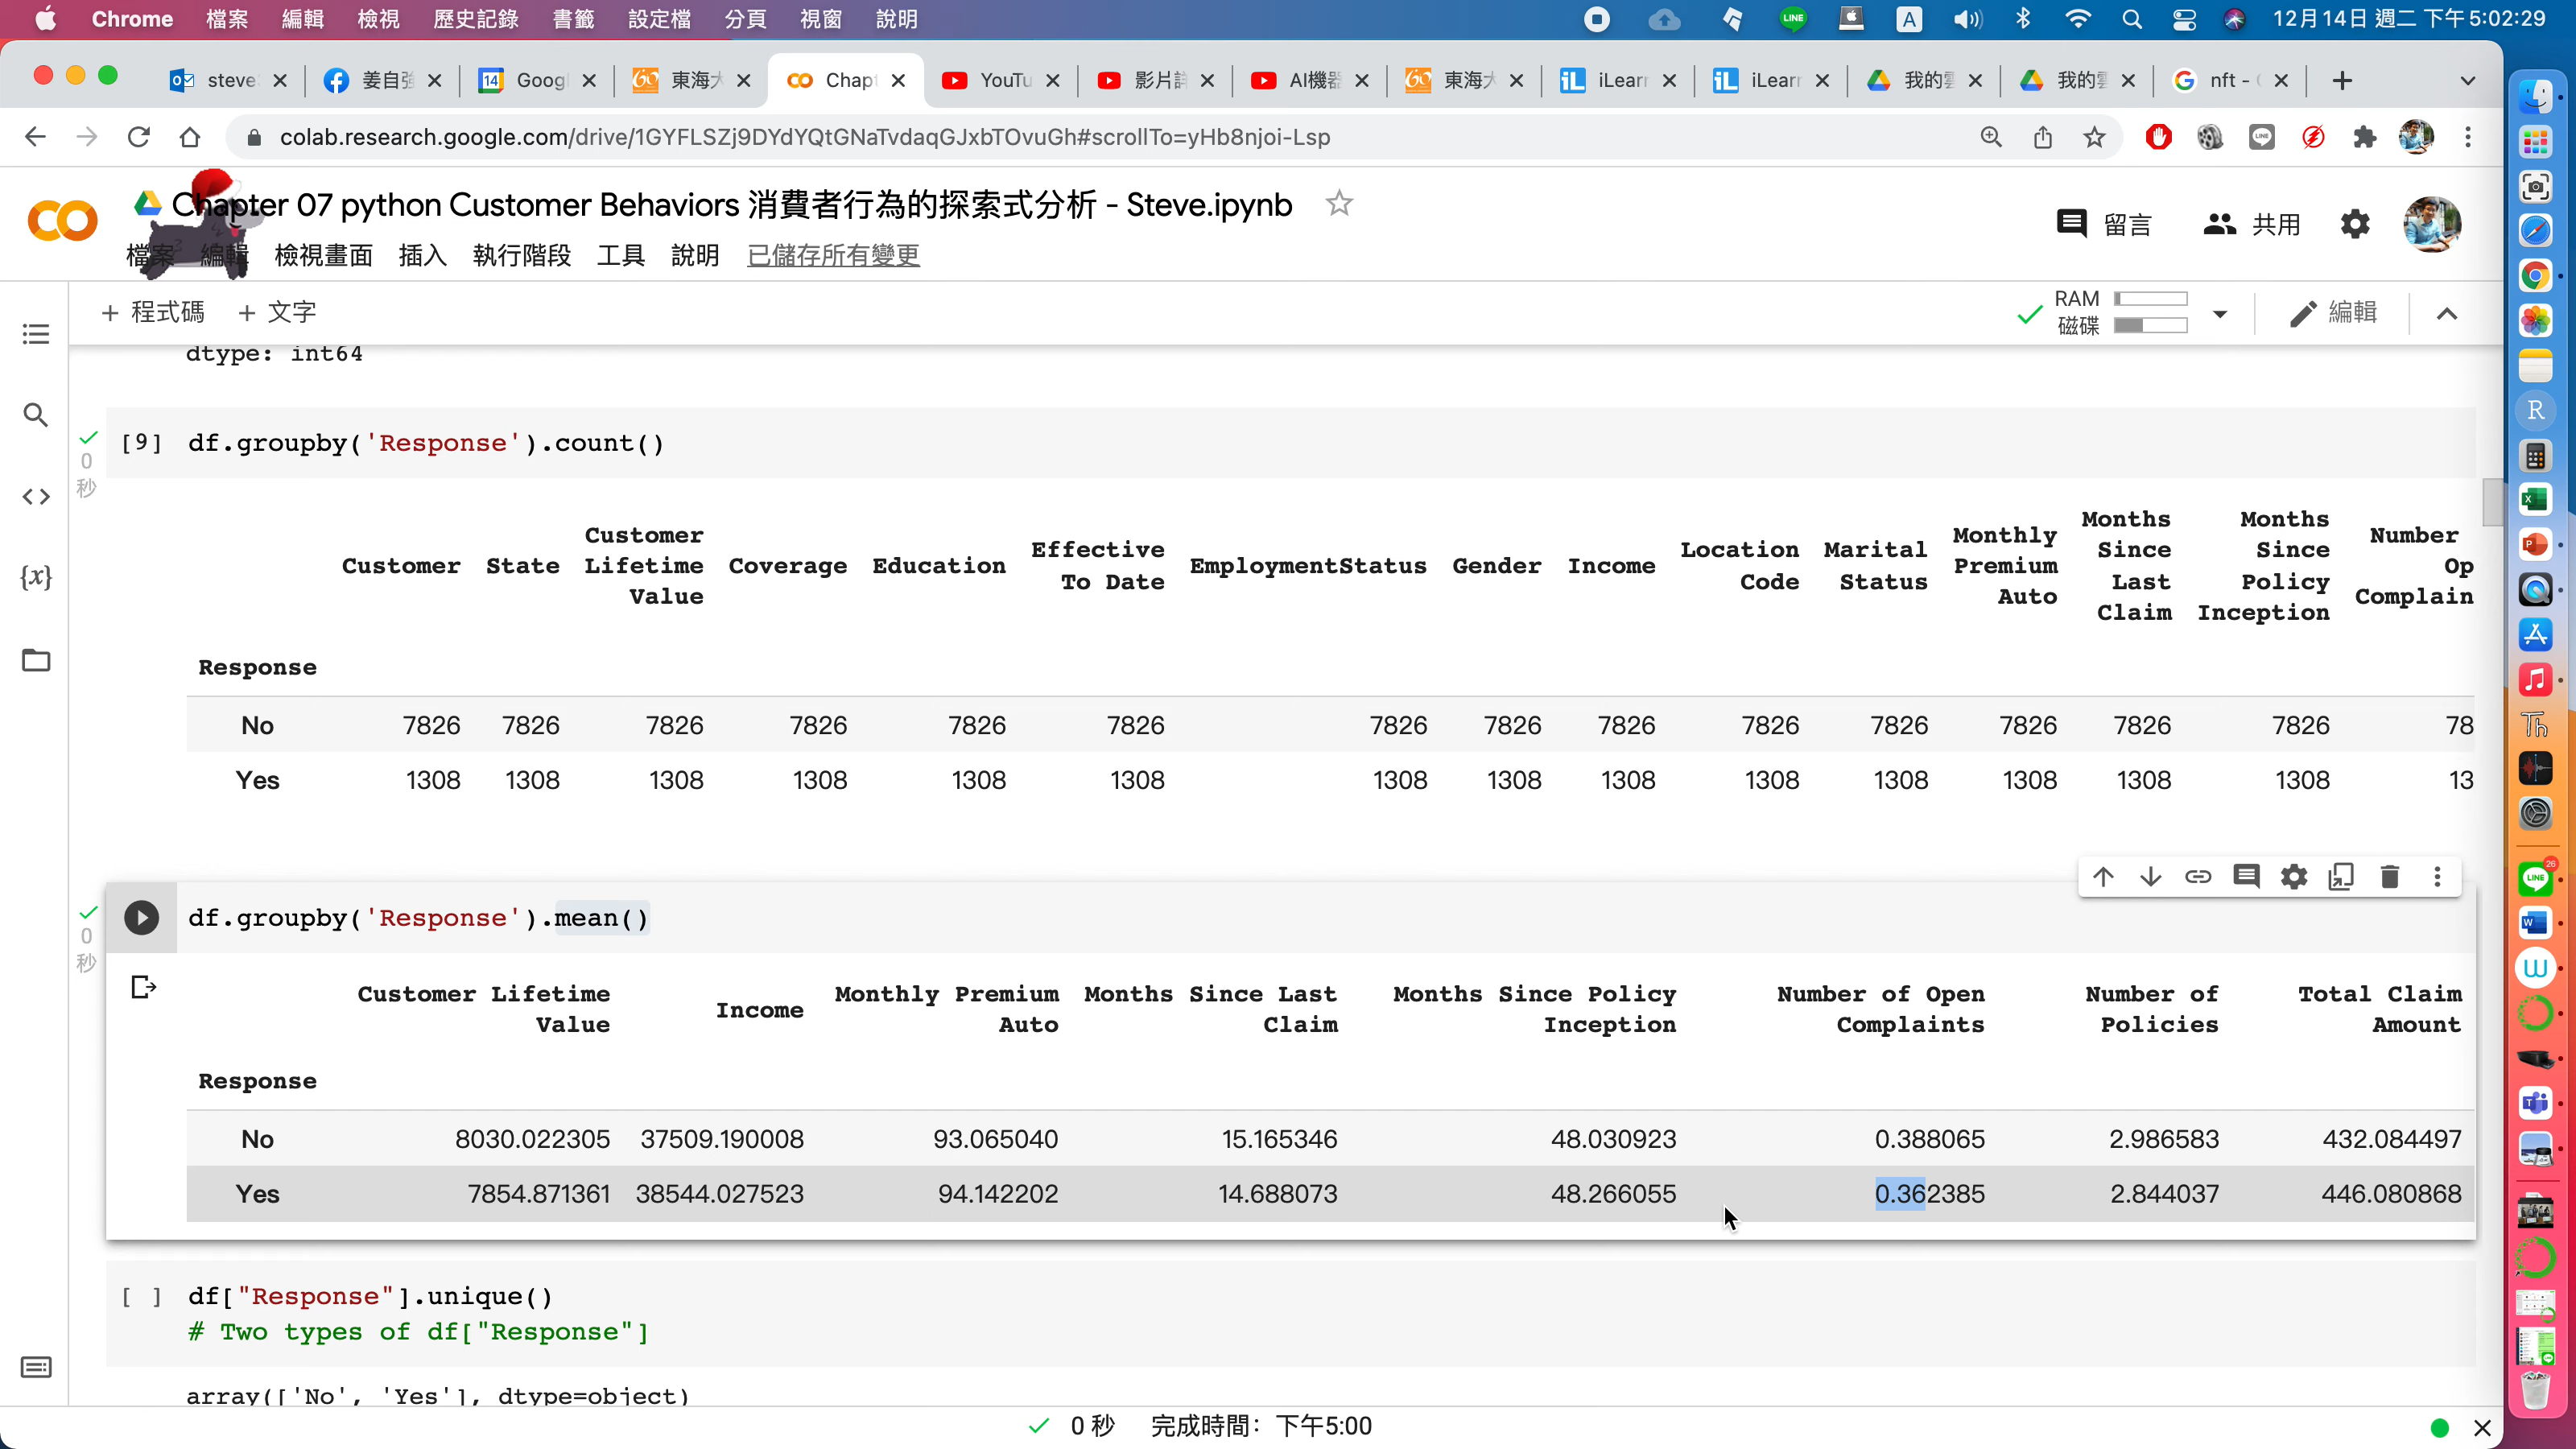 Chrome 檔案 編輯 檢視 歷史記錄 書籤 設定檔 分頁 視窗 說明 LINE A 12月14日 週二 下午5:02:29
steve 姜自強 14 Googl 東海大 Chapt YouTu 影片詳 AI機器 東海大 iL iLearn iL iLearn 我的雲 我的雲 nft -
colab.research.google.com/drive/1GYFLSZj9DYdYQtGNaTvdaqGJxbTOvuGh#scrollTo=yHb8njoi-Lsp
Chapter 07 python Customer Behaviors 消費者行為的探索式分析 - Steve.ipynb
檔案 編輯 檢視畫面 插入 執行階段 工具 說明 已儲存所有變更
留言 共用
+ 程式碼 + 文字
RAM
磁碟
編輯
dtype: int64
[9] df.groupby('Response').count()
0
秒
Customer State Customer Lifetime Value Coverage Education Effective To Date EmploymentStatus Gender Income Location Code Marital Status Monthly Premium Auto Months Since Last Claim Months Since Policy Inception Number Op Complain
Response
No 7826 7826 7826 7826 7826 7826 7826 7826 7826 7826 7826 7826 7826 7826 78
Yes 1308 1308 1308 1308 1308 1308 1308 1308 1308 1308 1308 1308 1308 1308 13
df.groupby('Response').mean()
0
秒
Customer Lifetime Value Income Monthly Premium Auto Months Since Last Claim Months Since Policy Inception Number of Open Complaints Number of Policies Total Claim Amount
Response
No 8030.022305 37509.190008 93.065040 15.165346 48.030923 0.388065 2.986583 432.084497
Yes 7854.871361 38544.027523 94.142202 14.688073 48.266055 0.362385 2.844037 446.080868
[ ] df["Response"].unique()
# Two types of df["Response"]
array(['No', 'Yes'], dtype=object)
0 秒 完成時間: 下午5:00